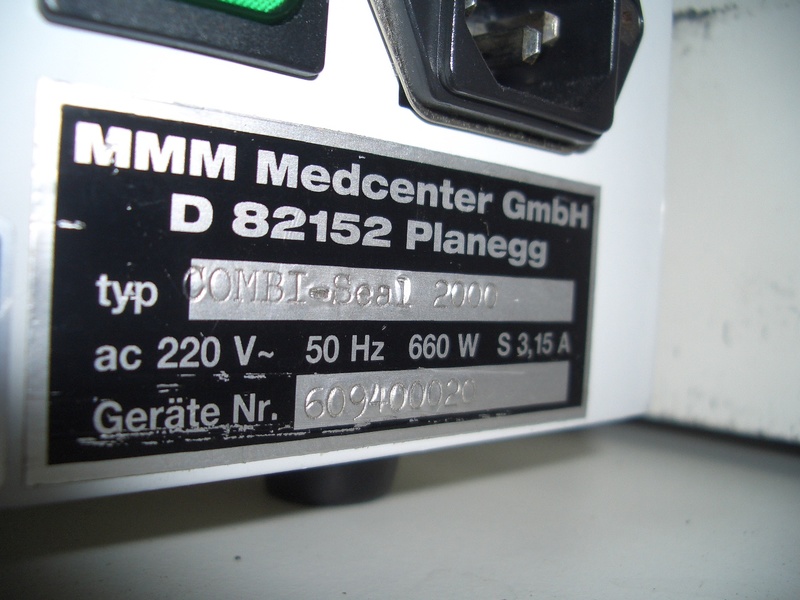 MMM Medcenter GmbH
D 82152 Planegg
typ COMBI-Seal 2000
ac 220 V~ 50 Hz 660 W S 3,15 A
Geräte Nr. 609400020